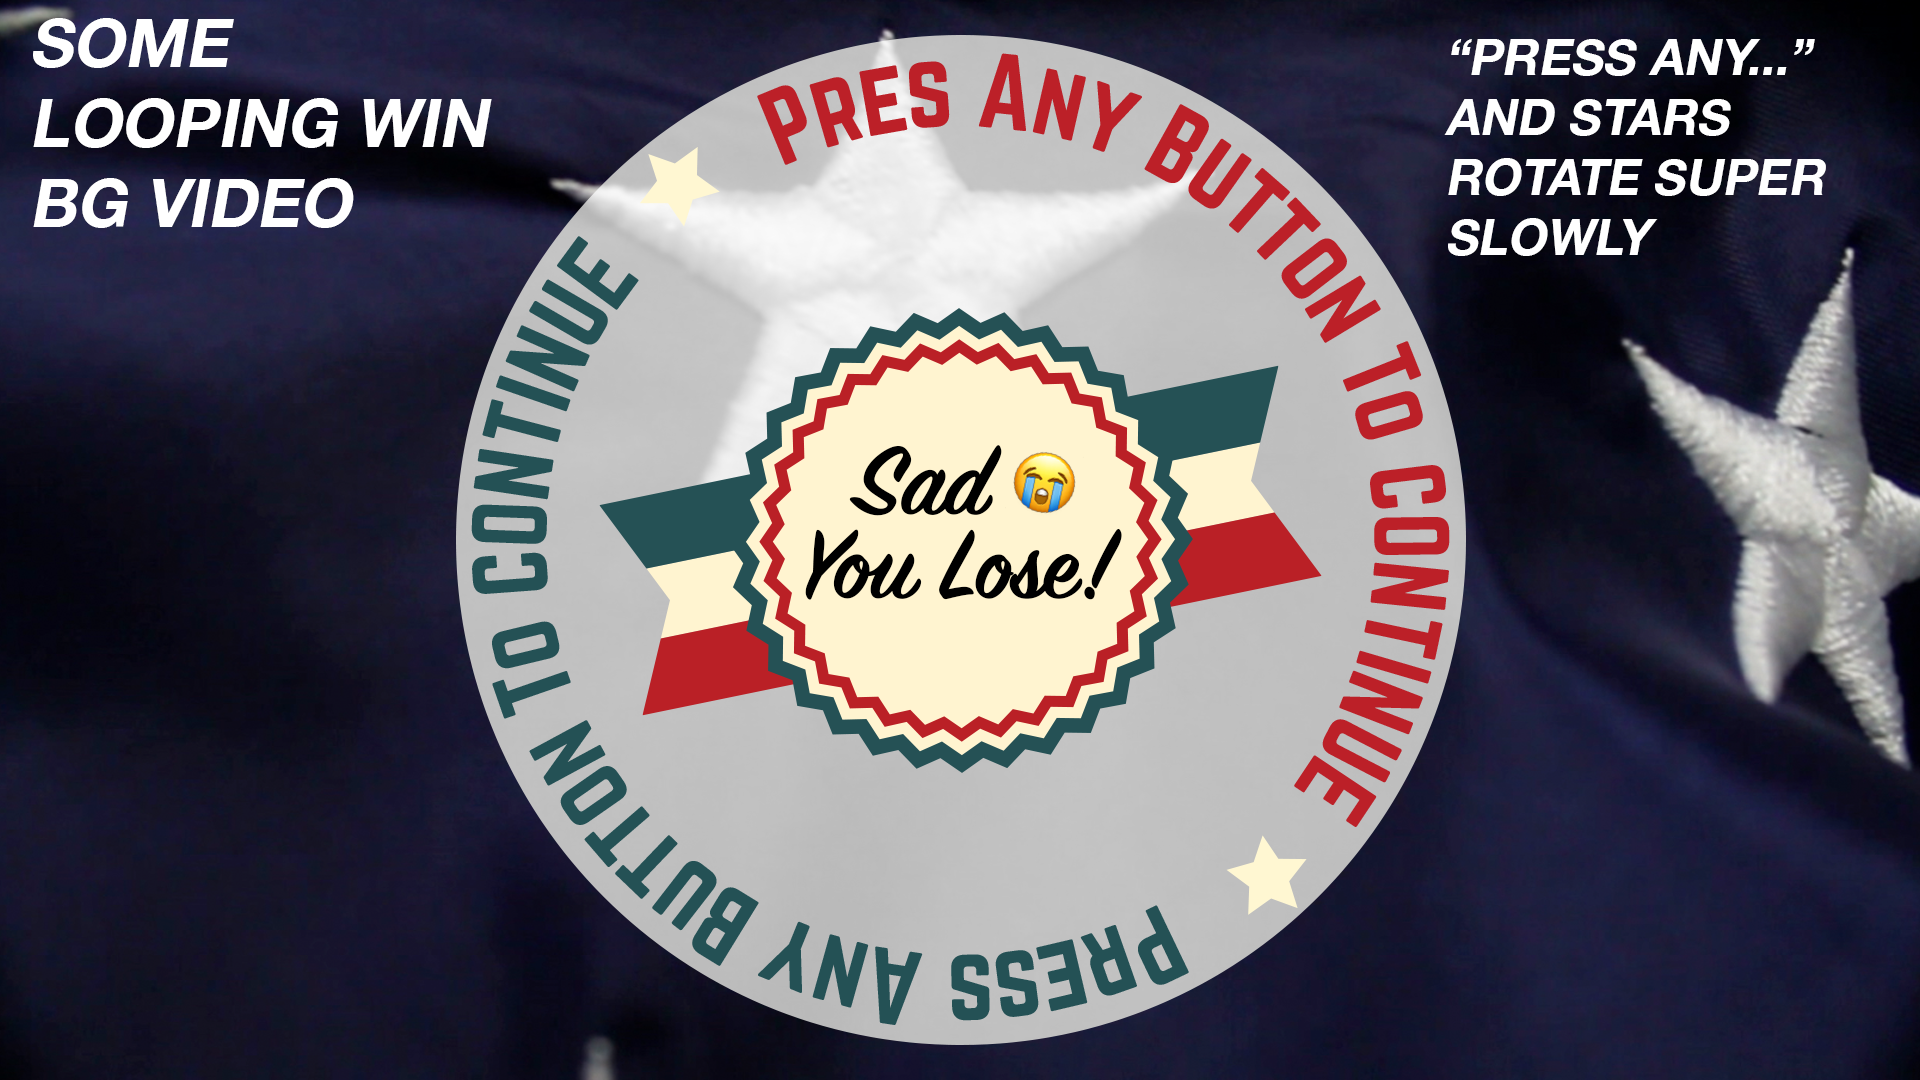 SOME
LOOPING WIN
BG VIDEO
“PRESS ANY...”
AND STARS
ROTATE SUPER
SLOWLY
PRES ANY BUTTON TO CONTINUE
Sad 😭
You Lose!
PRESS ANY BUTTON TO CONTINUE